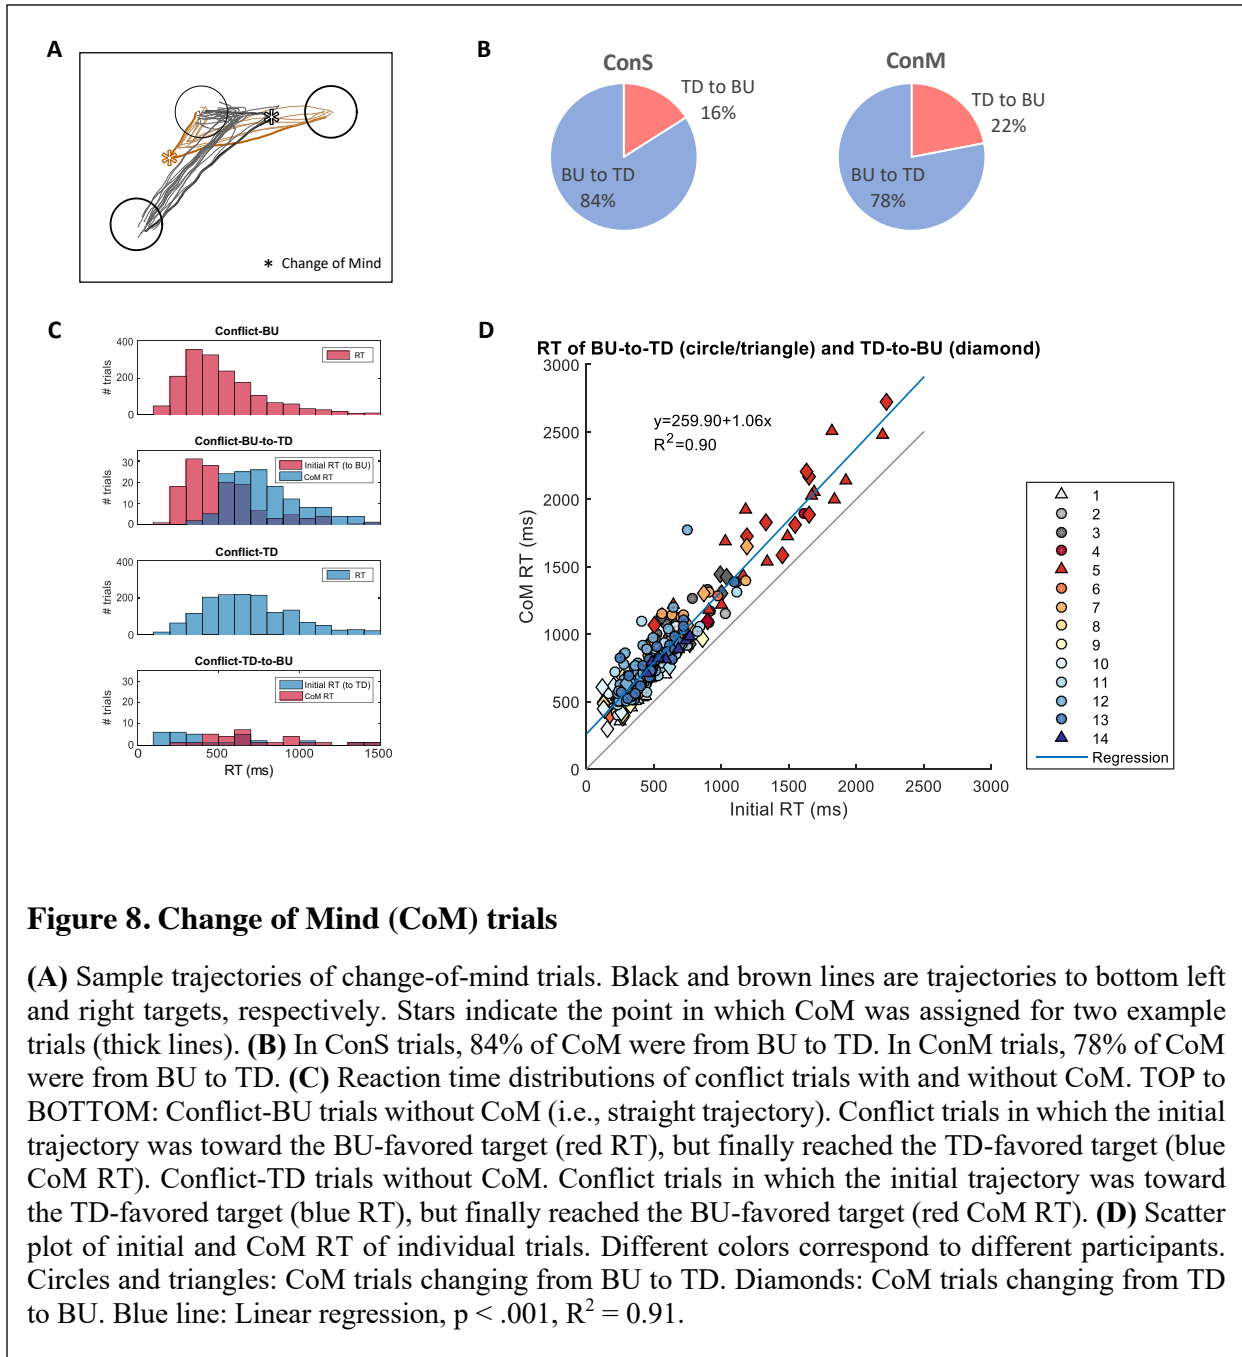 A
* Change of Mind
B
ConS
TD to BU
16%
BU to TD
84%
ConM
TD to BU
22%
BU to TD
78%
C
Conflict-BU
400
200
0
# trials
RT
Conflict-BU-to-TD
30
20
10
0
# trials
Initial RT (to BU)
CoM RT
Conflict-TD
400
200
0
# trials
RT
Conflict-TD-to-BU
30
20
10
0
# trials
Initial RT (to TD)
CoM RT
0 500 1000 1500
RT (ms)
D
RT of BU-to-TD (circle/triangle) and TD-to-BU (diamond)
3000
2500
2000
1500
1000
500
0
CoM RT (ms)
y=259.90+1.06x
R²=0.90
0 500 1000 1500 2000 2500 3000
Initial RT (ms)
1
2
3
4
5
6
7
8
9
10
11
12
13
14
Regression
Figure 8. Change of Mind (CoM) trials
(A) Sample trajectories of change-of-mind trials. Black and brown lines are trajectories to bottom left
and right targets, respectively. Stars indicate the point in which CoM was assigned for two example
trials (thick lines). (B) In ConS trials, 84% of CoM were from BU to TD. In ConM trials, 78% of CoM
were from BU to TD. (C) Reaction time distributions of conflict trials with and without CoM. TOP to
BOTTOM: Conflict-BU trials without CoM (i.e., straight trajectory). Conflict trials in which the initial
trajectory was toward the BU-favored target (red RT), but finally reached the TD-favored target (blue
CoM RT). Conflict-TD trials without CoM. Conflict trials in which the initial trajectory was toward
the TD-favored target (blue RT), but finally reached the BU-favored target (red CoM RT). (D) Scatter
plot of initial and CoM RT of individual trials. Different colors correspond to different participants.
Circles and triangles: CoM trials changing from BU to TD. Diamonds: CoM trials changing from TD
to BU. Blue line: Linear regression, p < .001, R² = 0.91.